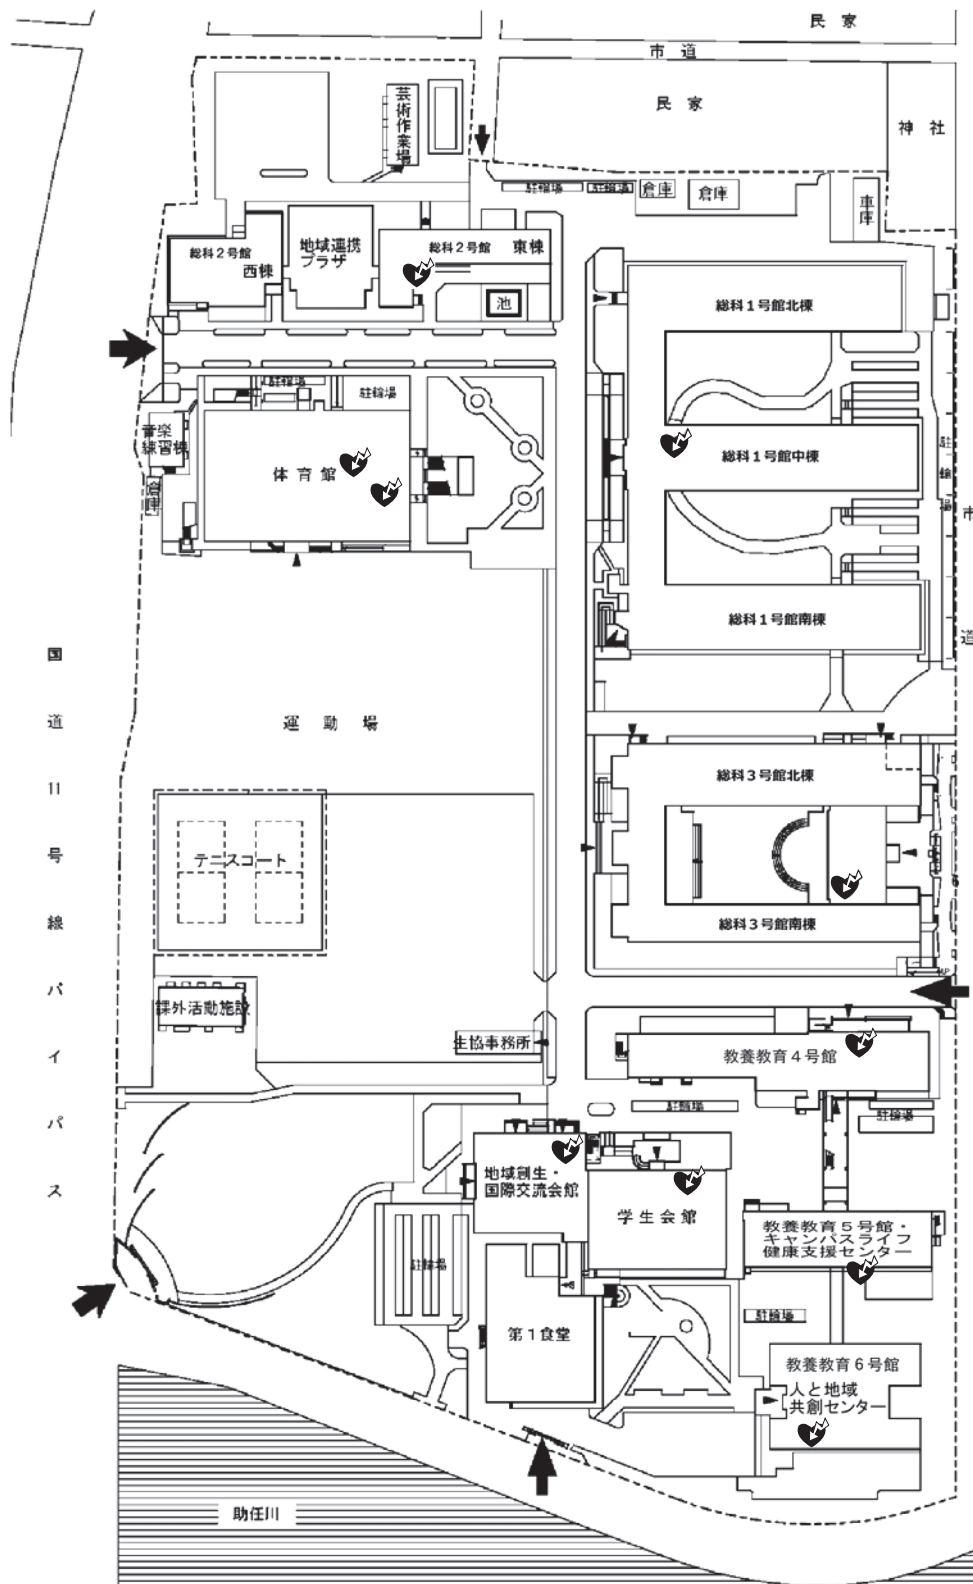 民家
市道
民家
神社
芸術作業場
駐輪場
駐輪場
倉庫
倉庫
車庫
総科2号館
西棟
地域連携
プラザ
総科2号館
東棟
池
総科1号館北棟
駐輪場
駐輪場
音楽
練習棟
倉庫
体育館
総科1号館中棟
駐輪場
市道
総科1号館南棟
国道11号線バイパス
運動場
総科3号館北棟
テニスコート
総科3号館南棟
課外活動施設
生協事務所
教養教育4号館
駐輪場
駐輪場
地域創生・
国際交流会館
学生会館
教養教育5号館・
キャンパスライフ
健康支援センター
駐輪場
駐輪場
第1食堂
教養教育6号館
人と地域
共創センター
助任川